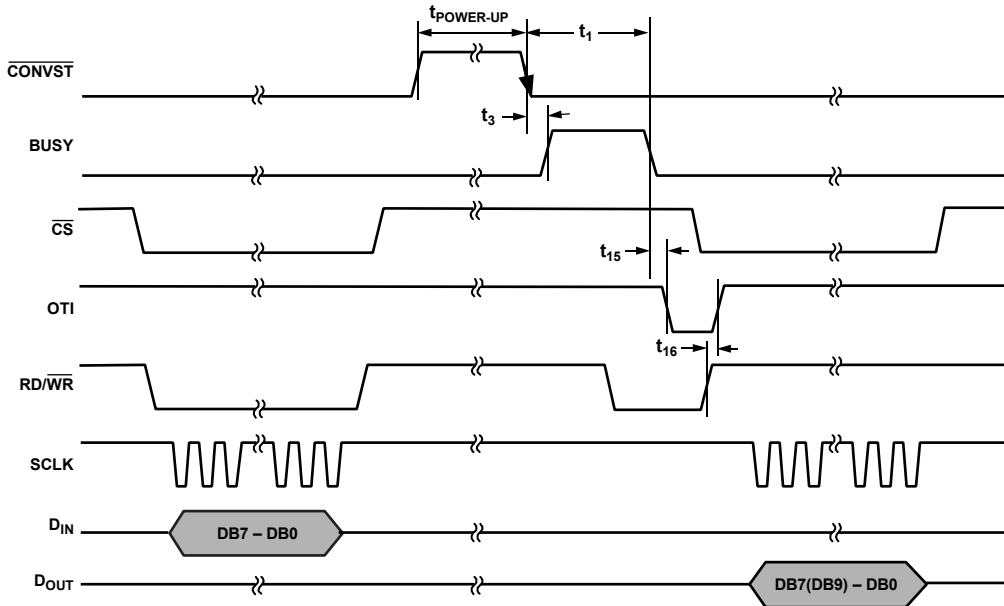 tPOWER-UP
t1
CONVST
t3
BUSY
CS
t15
OTI
t16
RD/WR
SCLK
DIN
DB7 – DB0
DOUT
DB7(DB9) – DB0